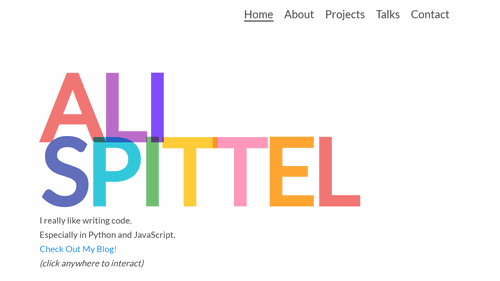 Home About Projects Talks Contact
ALI
SPITTEL
I really like writing code.
Especially in Python and JavaScript.
Check Out My Blog!
(click anywhere to interact)